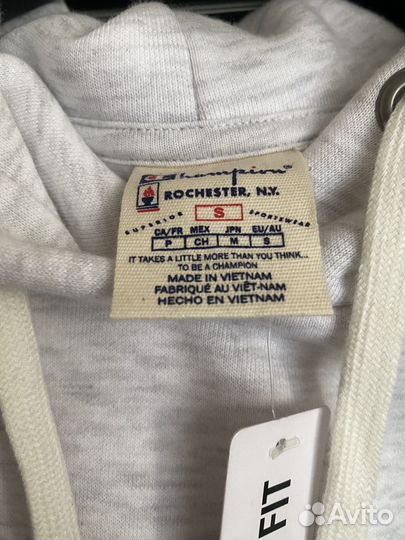 Champion®
ROCHESTER, N.Y.
SUPERIOR S SPORTSWEAR
CA/FR MEX JPN EU/AU
P CH M S
IT TAKES A LITTLE MORE THAN YOU THINK...
TO BE A CHAMPION
MADE IN VIETNAM
FABRIQUÉ AU VIÊT-NAM
HECHO EN VIETNAM
FIT
Avito